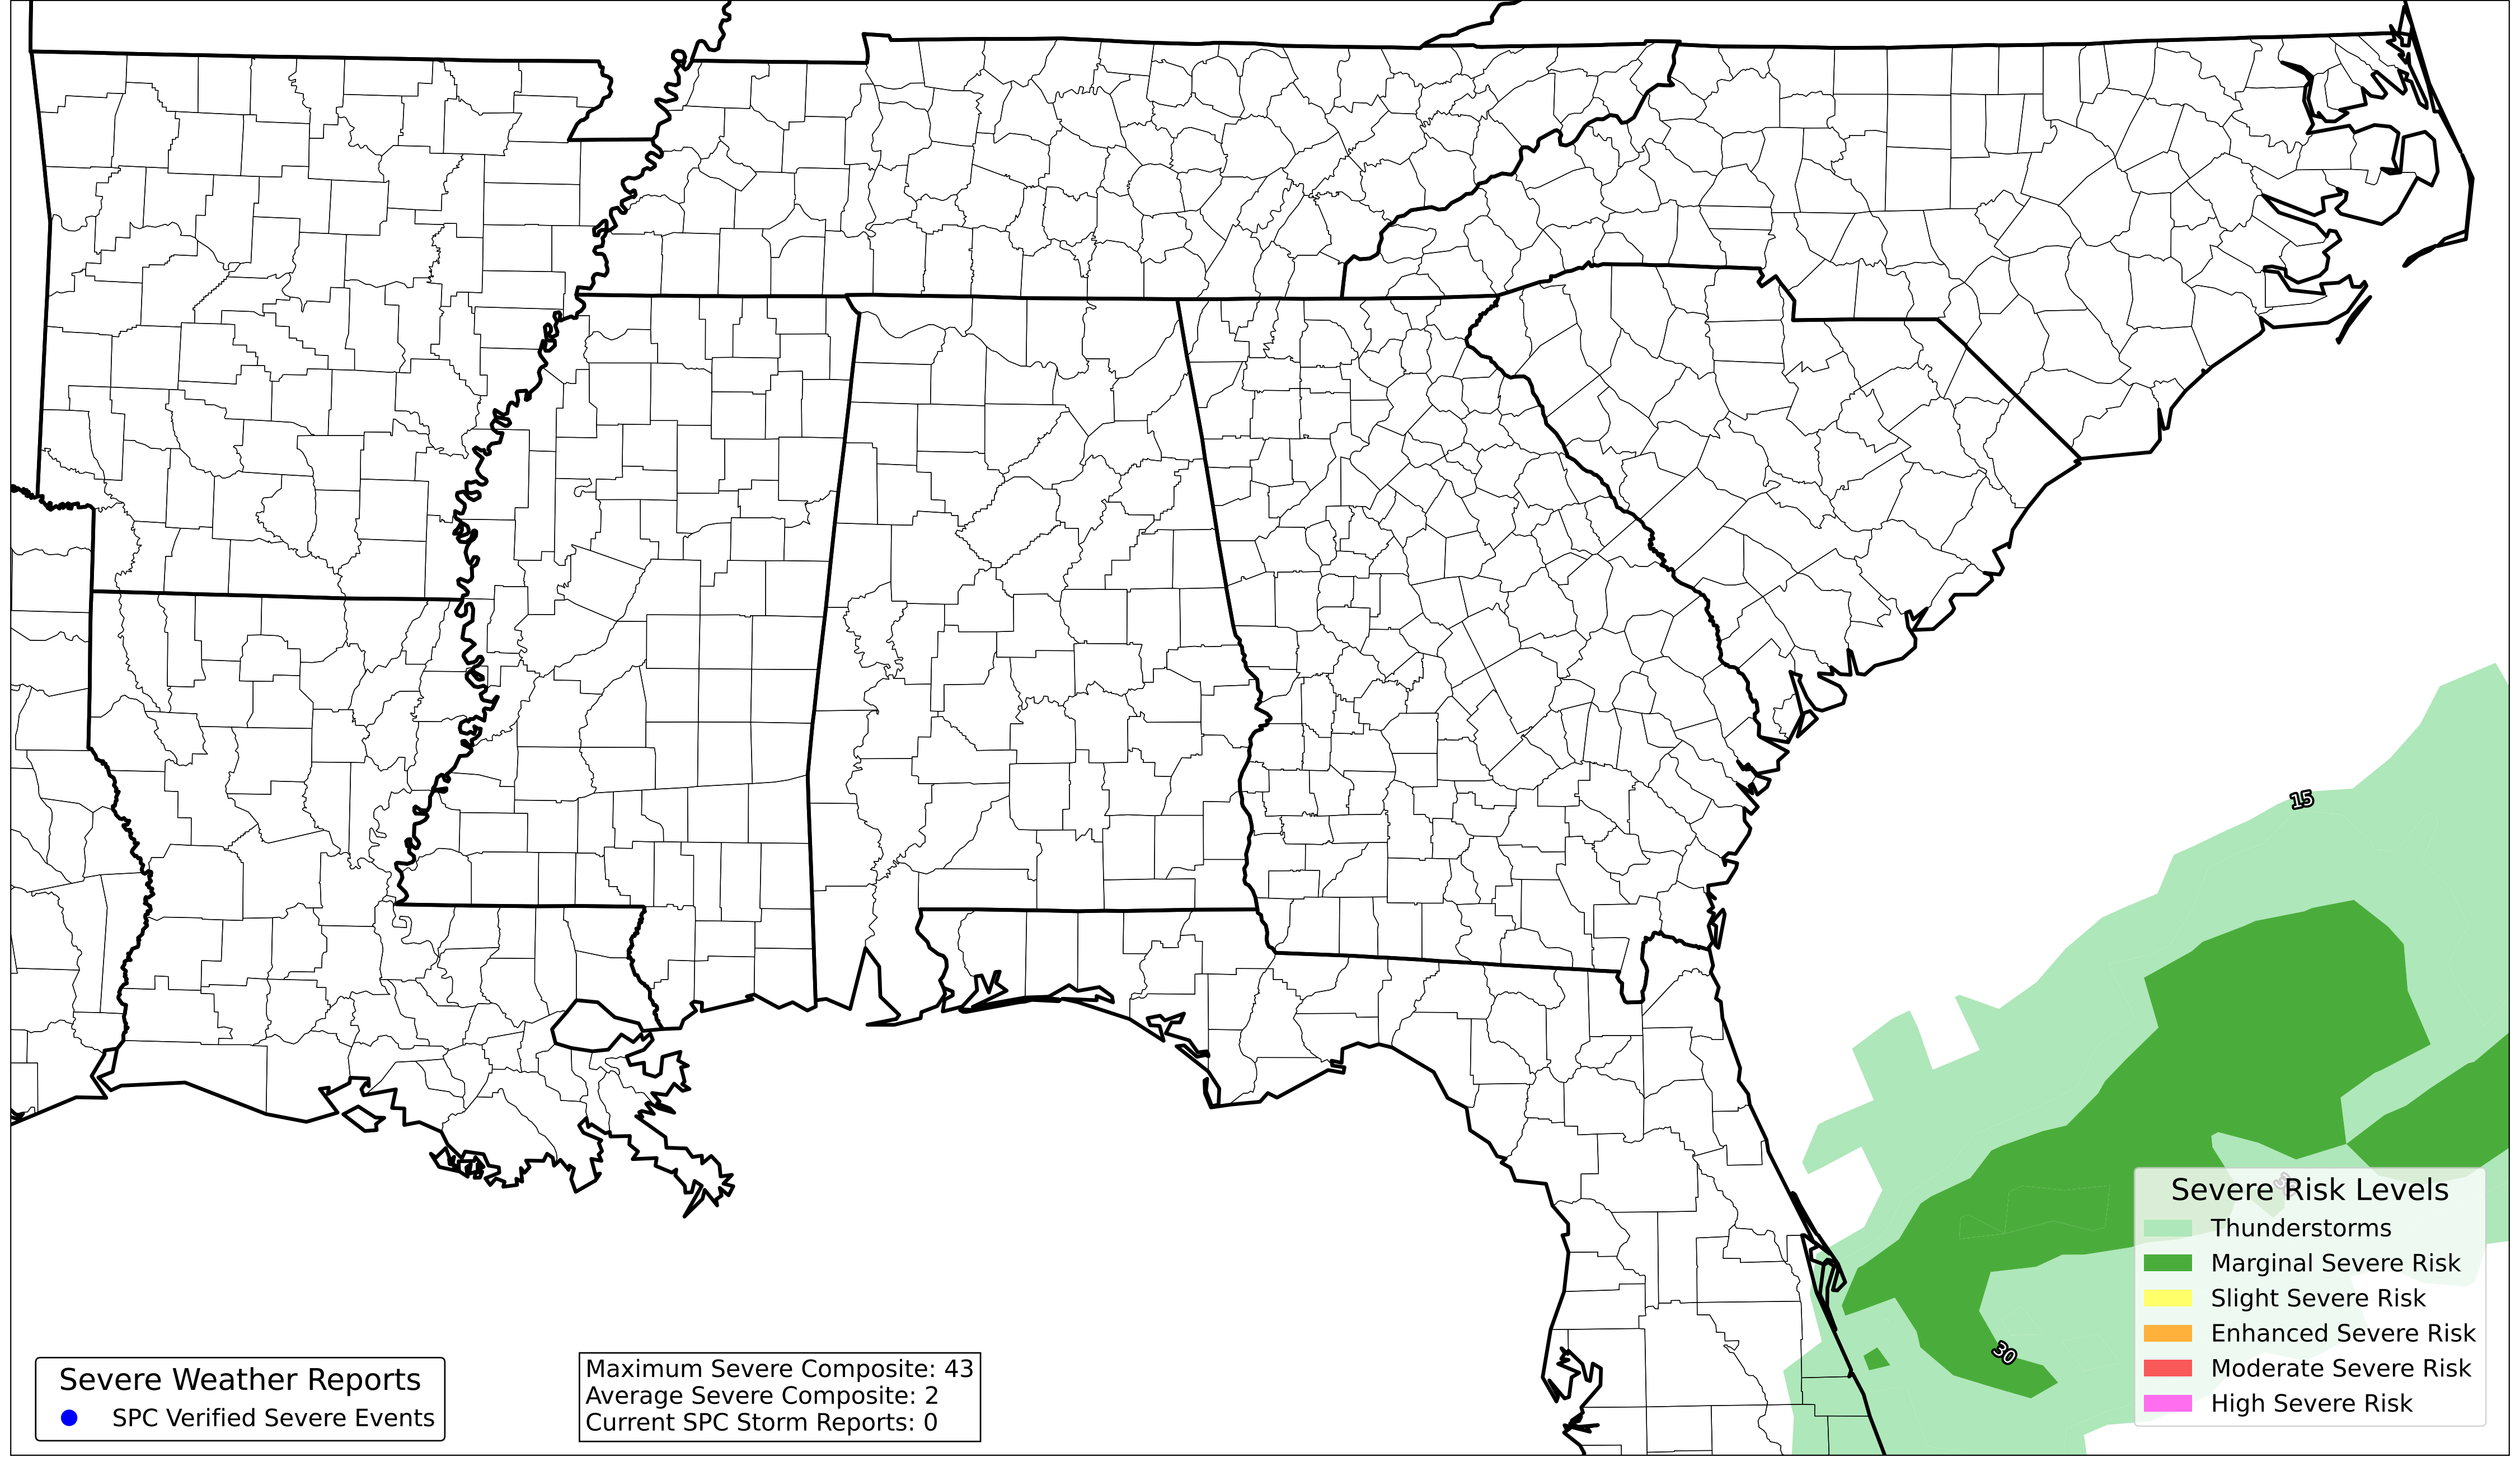 15
Severe Risk Levels
Thunderstorms
Marginal Severe Risk
Slight Severe Risk
Enhanced Severe Risk
Moderate Severe Risk
High Severe Risk
30
Maximum Severe Composite: 43
Average Severe Composite: 2
Current SPC Storm Reports: 0
Severe Weather Reports
SPC Verified Severe Events